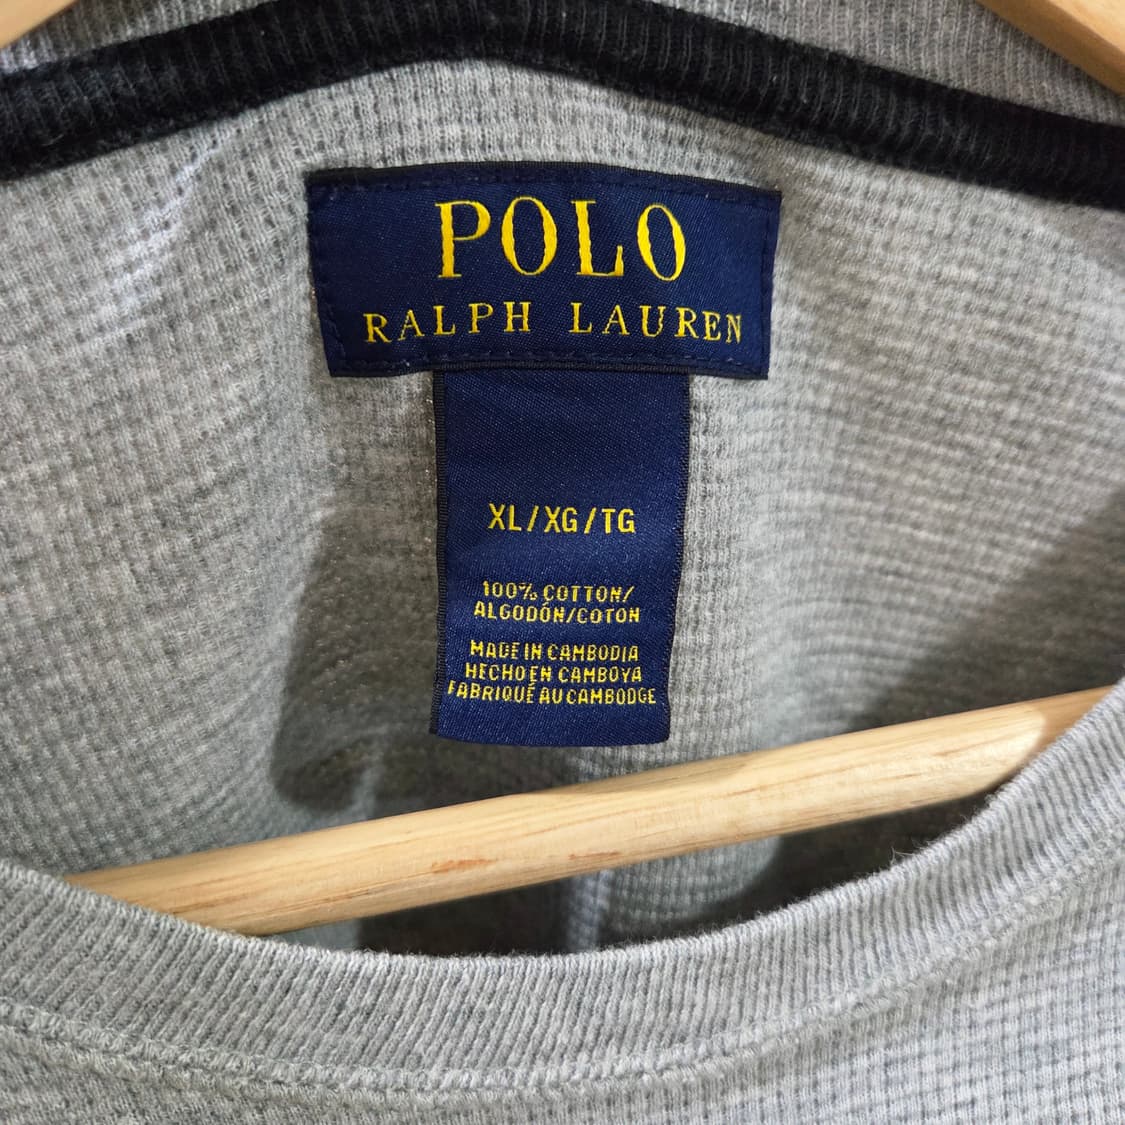 POLO
RALPH LAUREN
XL/XG/TG
100% COTTON/
ALGODÓN/COTON
MADE IN CAMBODIA
HECHO EN CAMBOYA
FABRIQUÉ AU CAMBODGE